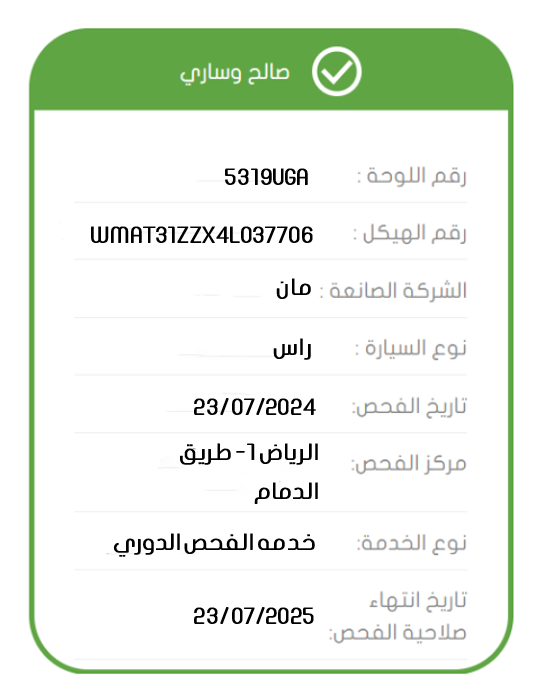 صالح وساري
رقم اللوحة : 5319UGA
رقم الهيكل : WMAT31ZZX4L037706
الشركة الصانعة : مان
نوع السيارة : راس
تاريخ الفحص: 23/07/2024
مركز الفحص: الرياض 1- طريق
الدمام
نوع الخدمة: خدمه الفحص الدوري
تاريخ انتهاء
صلاحية الفحص: 23/07/2025